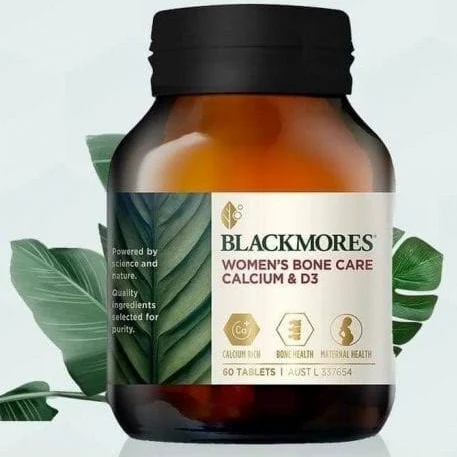 Powered by
science and
nature.
Quality
ingredients
selected for
purity.
BLACKMORES®
WOMEN'S BONE CARE
CALCIUM & D3
Ca+
CALCIUM RICH
BONE HEALTH
MATERNAL HEALTH
60 TABLETS | AUST L 337654